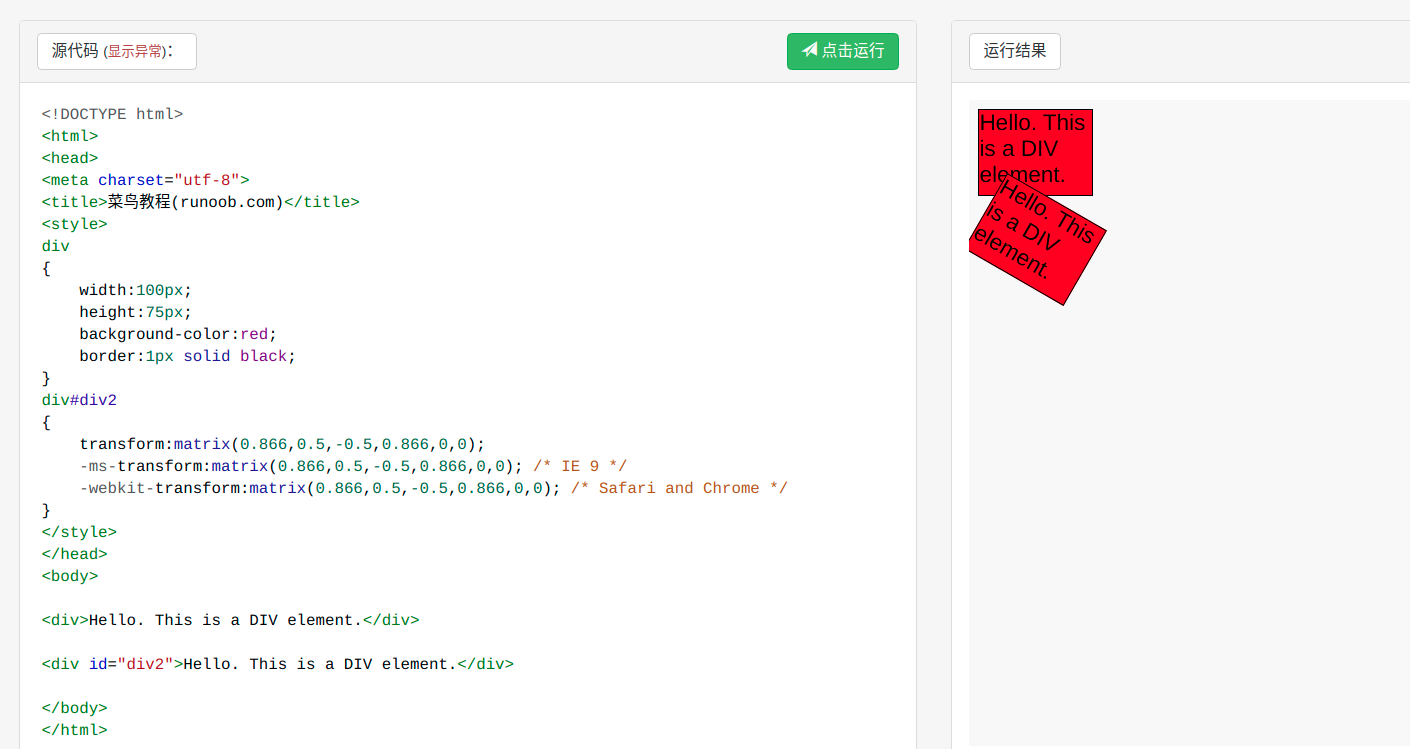 源代码 (显示异常)：
点击运行
<!DOCTYPE html>
<html>
<head>
<meta charset="utf-8">
<title>菜鸟教程(runoob.com)</title>
<style>
div
{
    width:100px;
    height:75px;
    background-color:red;
    border:1px solid black;
}
div#div2
{
    transform:matrix(0.866,0.5,-0.5,0.866,0,0);
    -ms-transform:matrix(0.866,0.5,-0.5,0.866,0,0); /* IE 9 */
    -webkit-transform:matrix(0.866,0.5,-0.5,0.866,0,0); /* Safari and Chrome */
}
</style>
</head>
<body>
<div>Hello. This is a DIV element.</div>
<div id="div2">Hello. This is a DIV element.</div>
</body>
</html>
运行结果
Hello. This
is a DIV
element.
Hello. This
is a DIV
element.